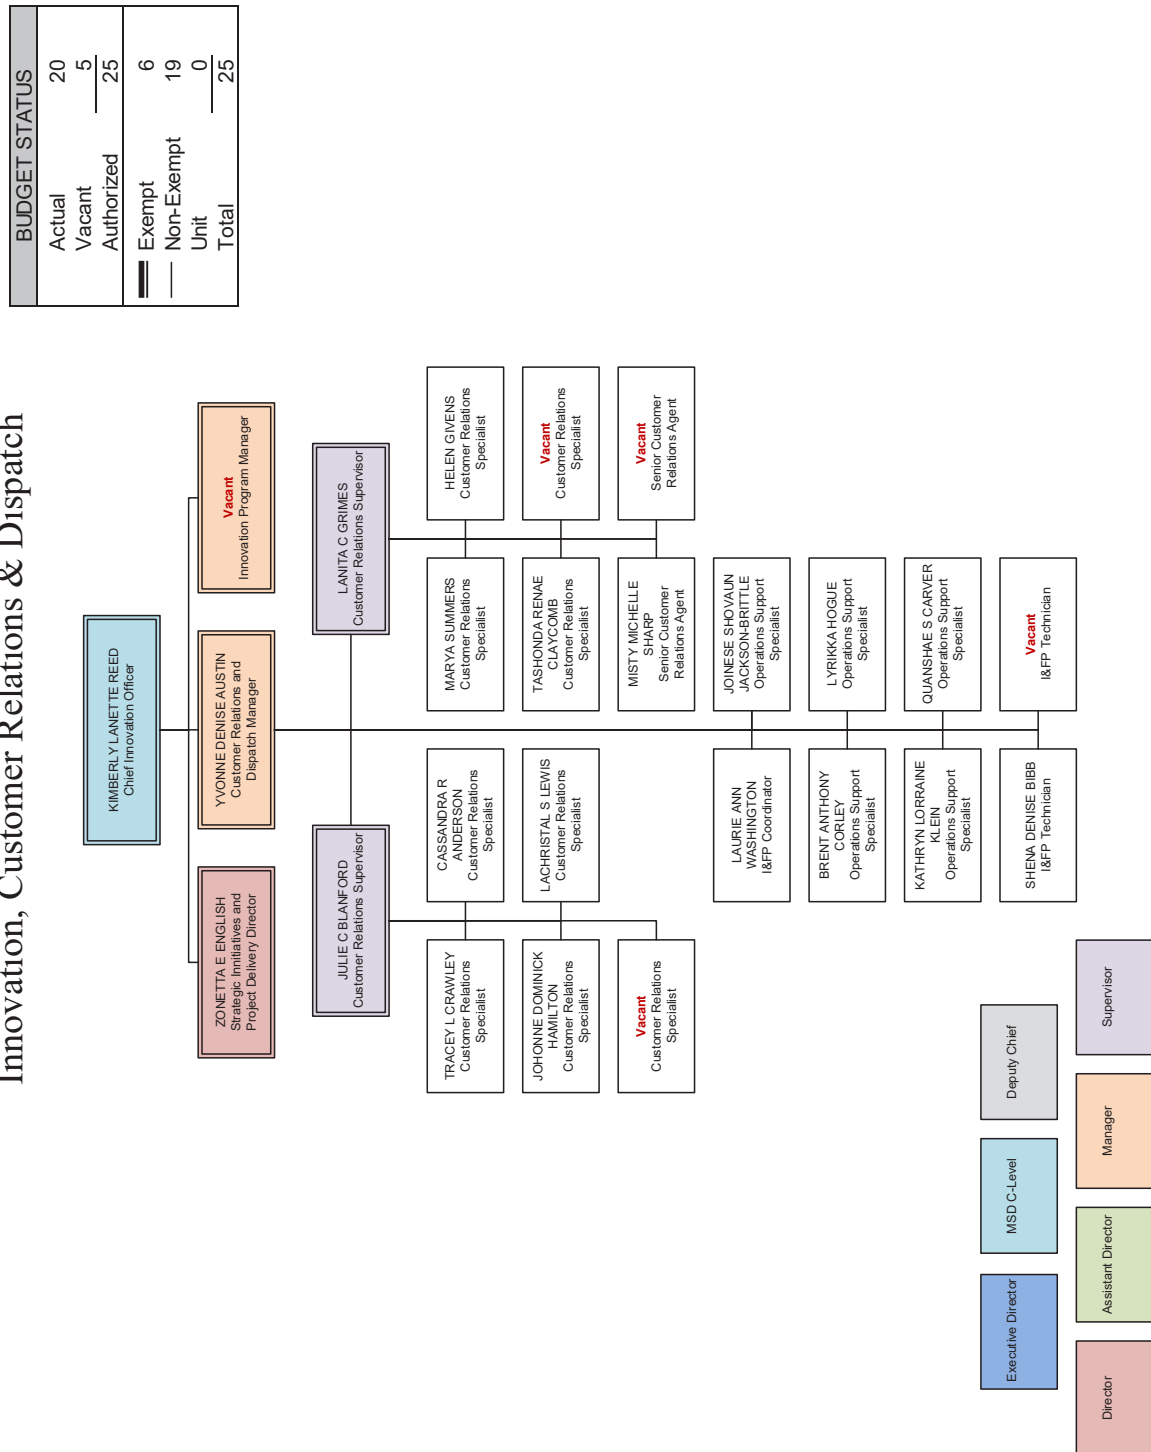 Innovation, Customer Relations & Dispatch
BUDGET STATUS
Actual 20
Vacant 5
Authorized 25
Exempt 6
Non-Exempt 19
Unit 0
Total 25
KIMBERLY LANETTE REED
Chief Innovation Officer
ZONETTA E ENGLISH
Strategic Innitiatives and
Project Delivery Director
YVONNE DENISE AUSTIN
Customer Relations and
Dispatch Manager
Vacant
Innovation Program Manager
JULIE C BLANFORD
Customer Relations Supervisor
LANITA C GRIMES
Customer Relations Supervisor
TRACEY L CRAWLEY
Customer Relations
Specialist
CASSANDRA R
ANDERSON
Customer Relations
Specialist
MARYA SUMMERS
Customer Relations
Specialist
HELEN GIVENS
Customer Relations
Specialist
JOHONNE DOMINICK
HAMILTON
Customer Relations
Specialist
LACHRISTAL S LEWIS
Customer Relations
Specialist
TASHONDA RENAE
CLAYCOMB
Customer Relations
Specialist
Vacant
Customer Relations
Specialist
Vacant
Customer Relations
Specialist
MISTY MICHELLE
SHARP
Senior Customer
Relations Agent
Vacant
Senior Customer
Relations Agent
LAURIE ANN
WASHINGTON
I&FP Coordinator
JOINESE SHOVAUN
JACKSON-BRITTLE
Operations Support
Specialist
BRENT ANTHONY
CORLEY
Operations Support
Specialist
LYRIKKA HOGUE
Operations Support
Specialist
KATHRYN LORRAINE
KLEIN
Operations Support
Specialist
QUANSHAE S CARVER
Operations Support
Specialist
SHENA DENISE BIBB
I&FP Technician
Vacant
I&FP Technician
Executive Director
MSD C-Level
Deputy Chief
Director
Assistant Director
Manager
Supervisor